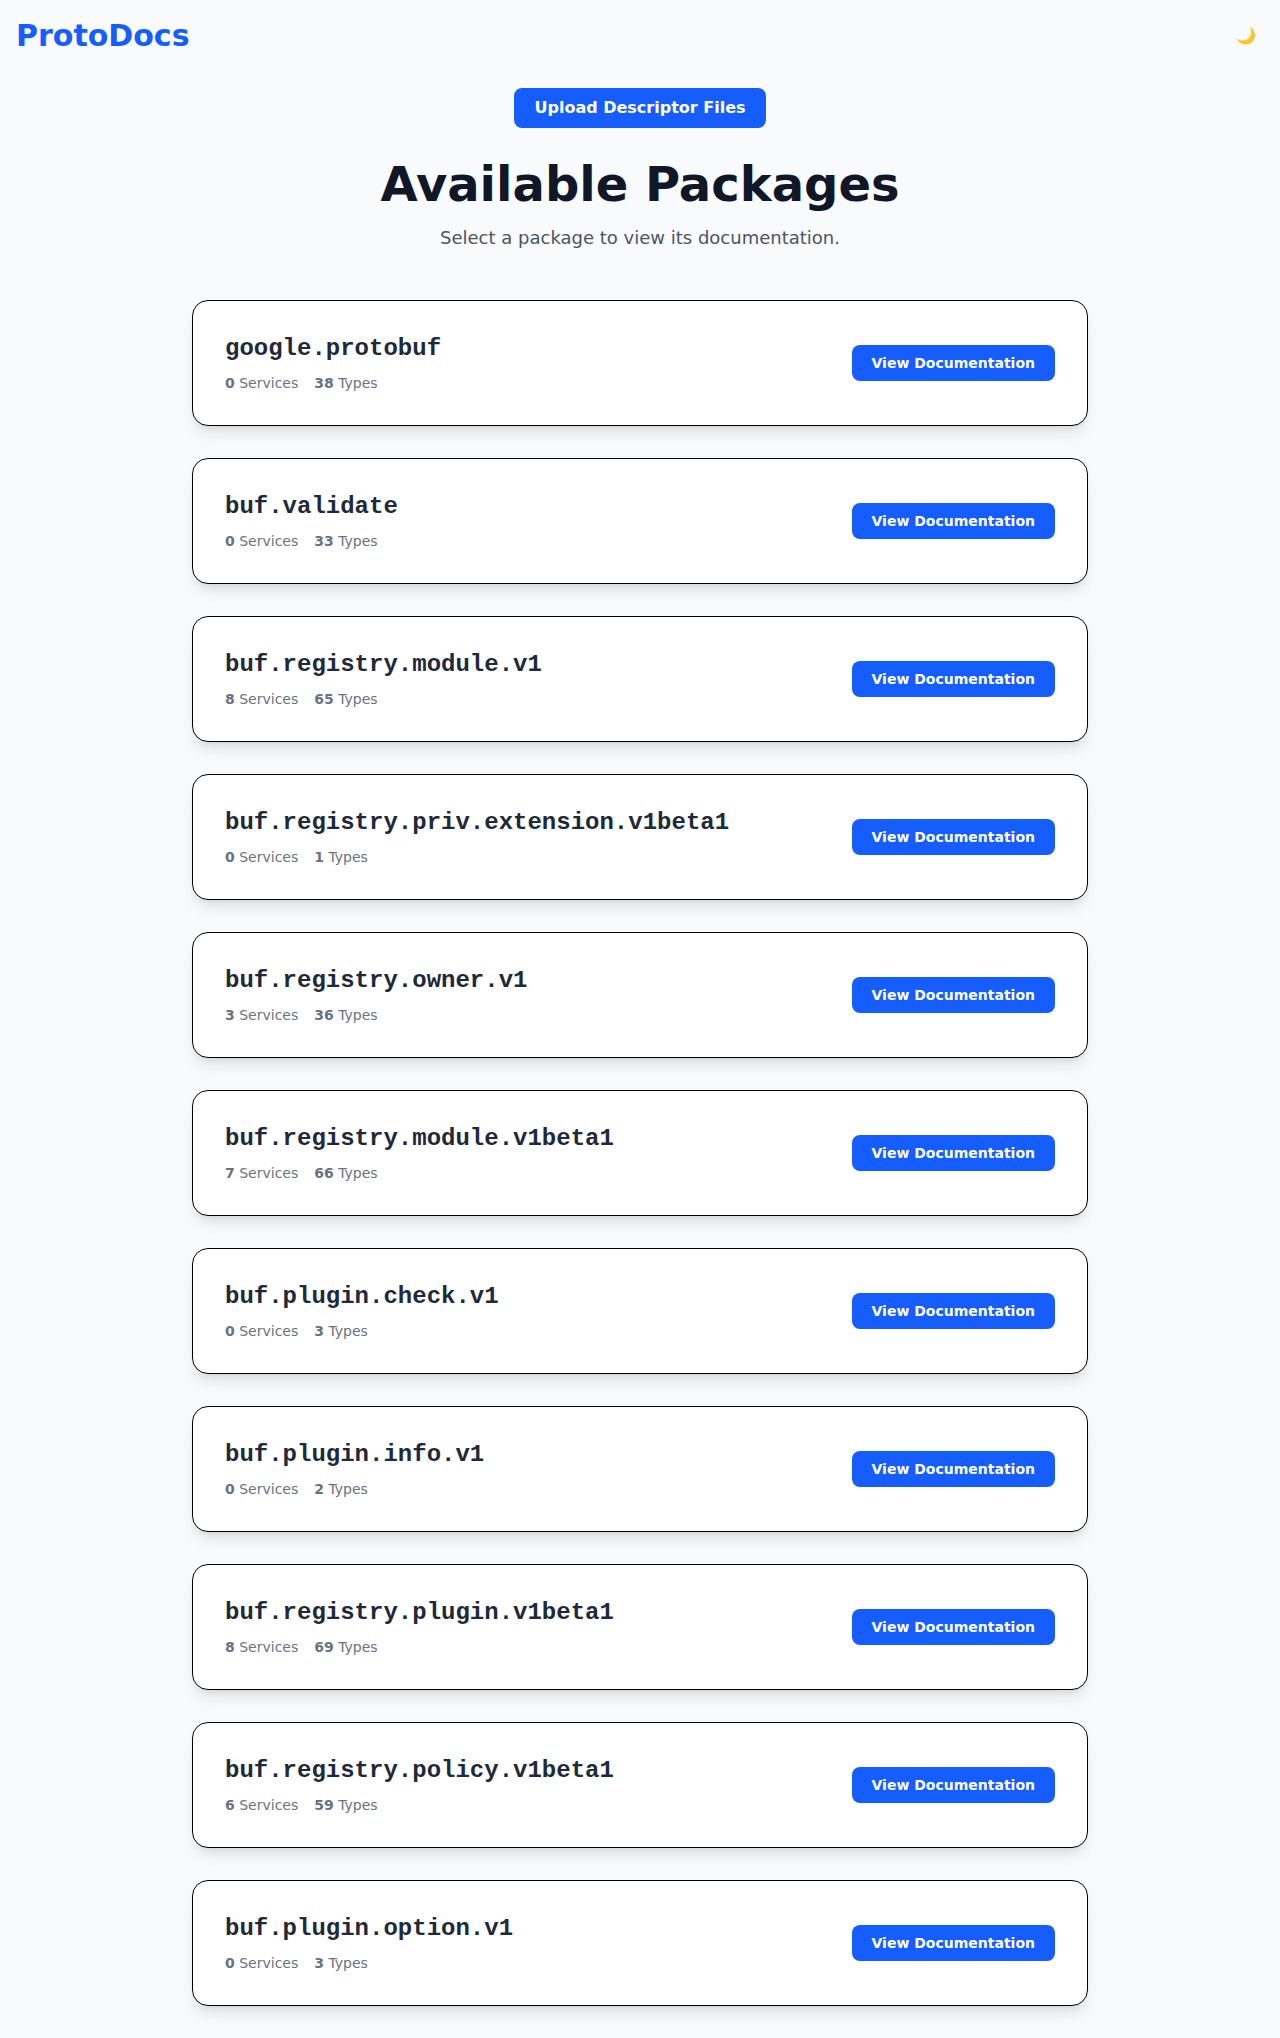 ProtoDocs
Upload Descriptor Files
Available Packages
Select a package to view its documentation.
google.protobuf
0 Services 38 Types
View Documentation
buf.validate
0 Services 33 Types
View Documentation
buf.registry.module.v1
8 Services 65 Types
View Documentation
buf.registry.priv.extension.v1beta1
0 Services 1 Types
View Documentation
buf.registry.owner.v1
3 Services 36 Types
View Documentation
buf.registry.module.v1beta1
7 Services 66 Types
View Documentation
buf.plugin.check.v1
0 Services 3 Types
View Documentation
buf.plugin.info.v1
0 Services 2 Types
View Documentation
buf.registry.plugin.v1beta1
8 Services 69 Types
View Documentation
buf.registry.policy.v1beta1
6 Services 59 Types
View Documentation
buf.plugin.option.v1
0 Services 3 Types
View Documentation